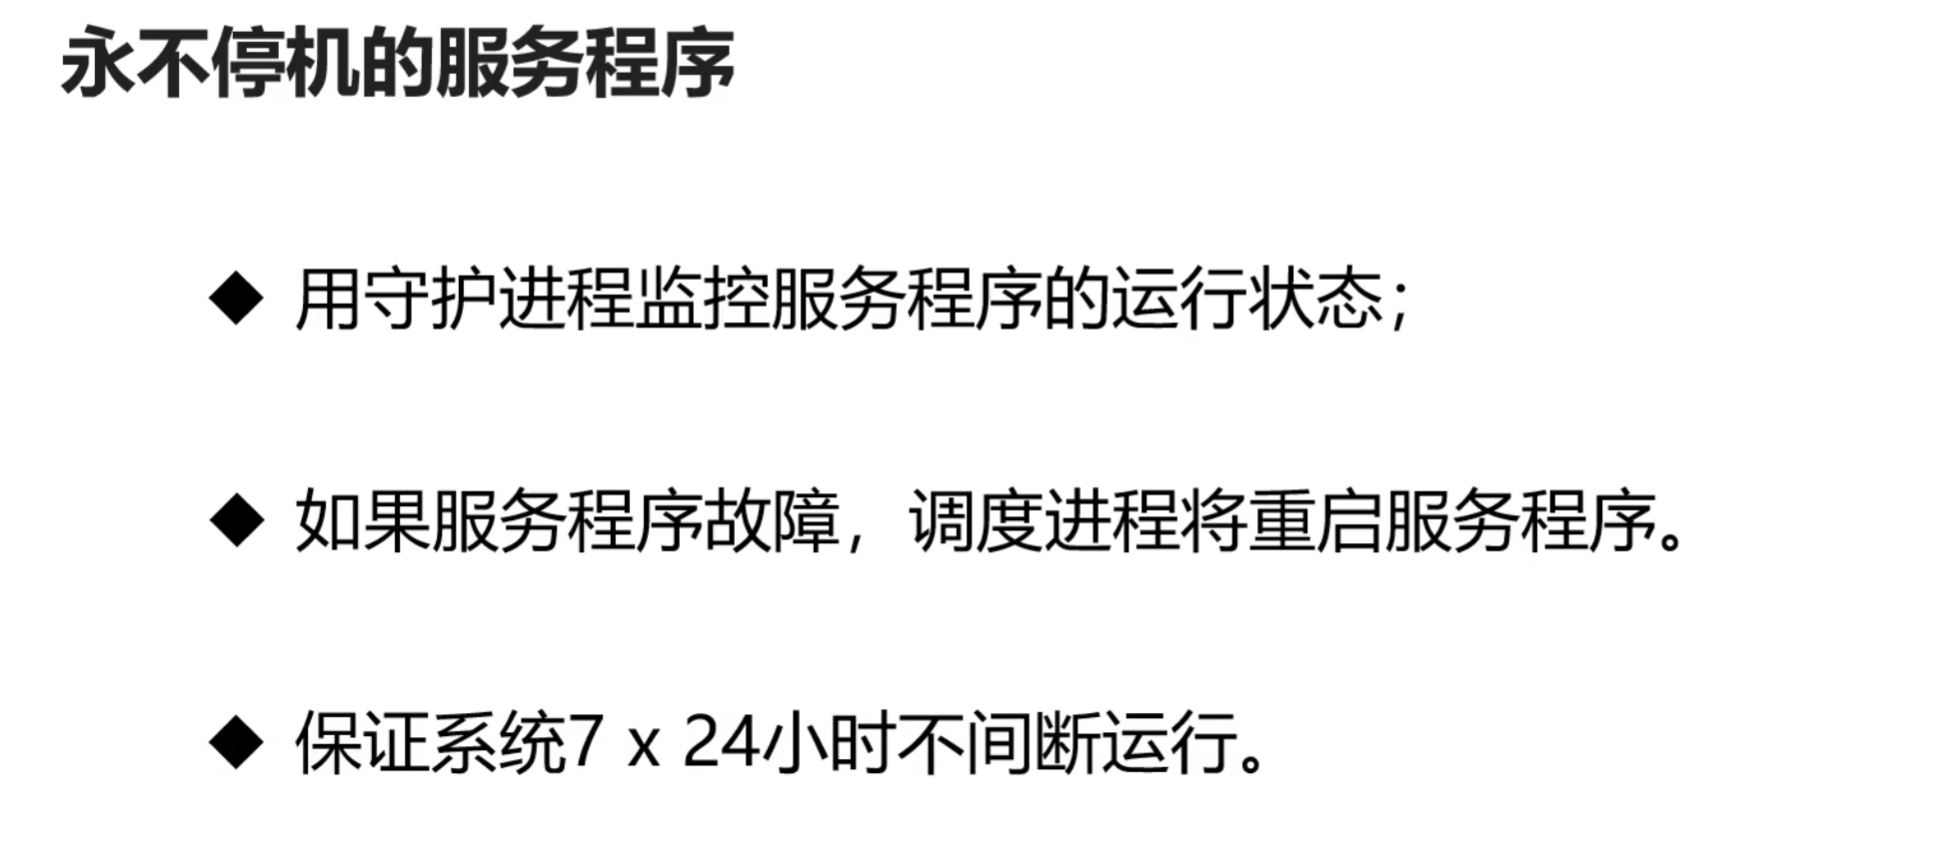 永不停机的服务程序
◆ 用守护进程监控服务程序的运行状态；
◆ 如果服务程序故障，调度进程将重启服务程序。
◆ 保证系统7 x 24小时不间断运行。